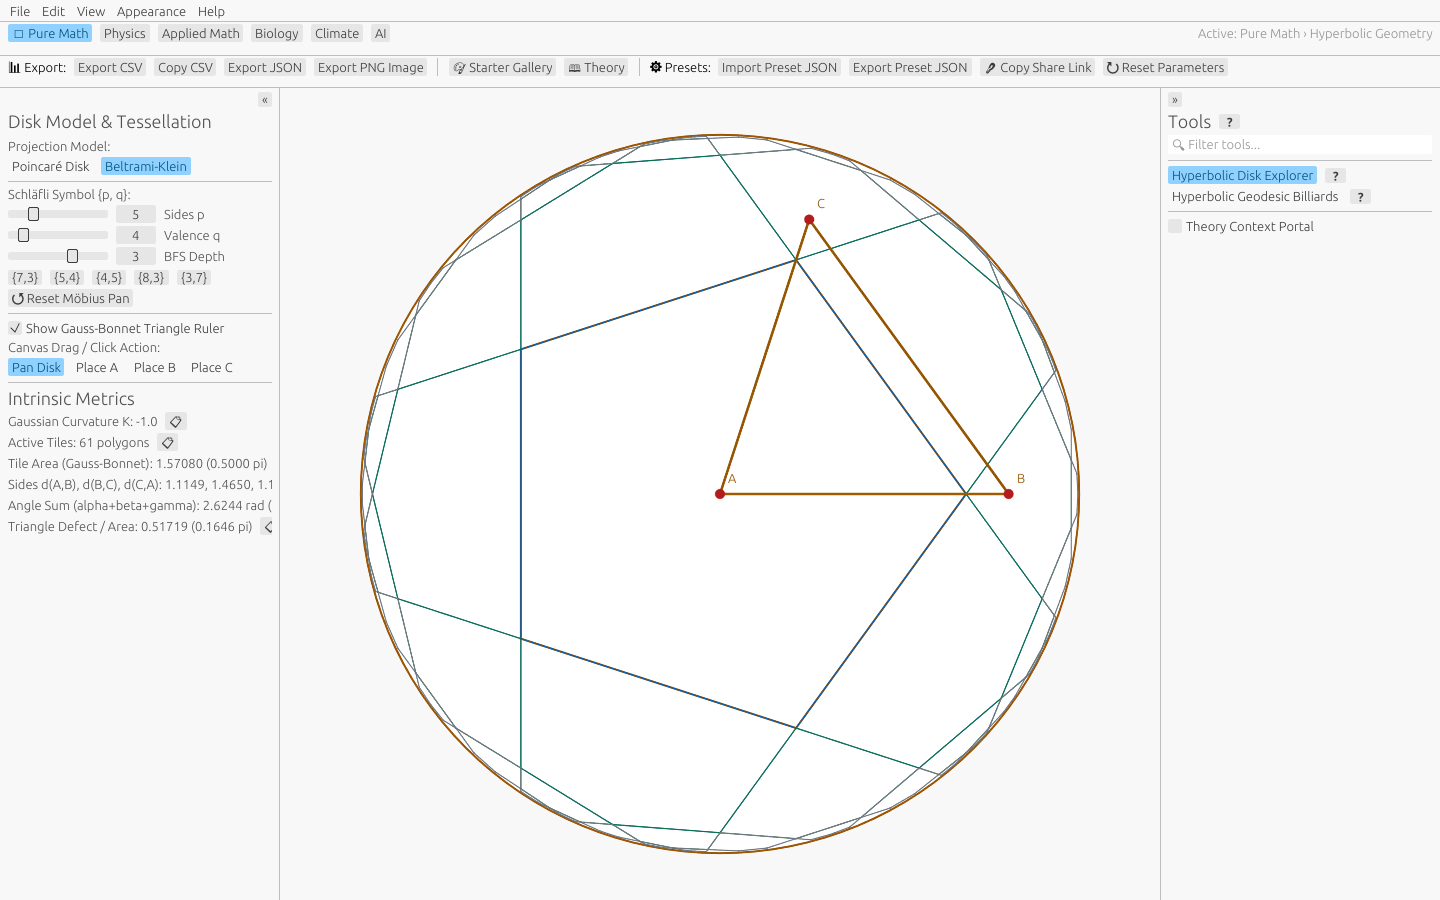 File Edit View Appearance Help
Pure Math Physics Applied Math Biology Climate AI Active: Pure Math › Hyperbolic Geometry
Export: Export CSV Copy CSV Export JSON Export PNG Image Starter Gallery Theory Presets: Import Preset JSON Export Preset JSON Copy Share Link Reset Parameters
« »
Disk Model & Tessellation
Projection Model:
Poincaré Disk Beltrami-Klein
Schläfli Symbol {p, q}:
5 Sides p
4 Valence q
3 BFS Depth
{7,3} {5,4} {4,5} {8,3} {3,7}
Reset Möbius Pan
Show Gauss-Bonnet Triangle Ruler
Canvas Drag / Click Action:
Pan Disk Place A Place B Place C
Intrinsic Metrics
Gaussian Curvature K: -1.0
Active Tiles: 61 polygons
Tile Area (Gauss-Bonnet): 1.57080 (0.5000 pi)
Sides d(A,B), d(B,C), d(C,A): 1.1149, 1.4650, 1.1
Angle Sum (alpha+beta+gamma): 2.6244 rad (
Triangle Defect / Area: 0.51719 (0.1646 pi)
C
A
B
Tools ?
Filter tools...
Hyperbolic Disk Explorer ?
Hyperbolic Geodesic Billiards ?
Theory Context Portal